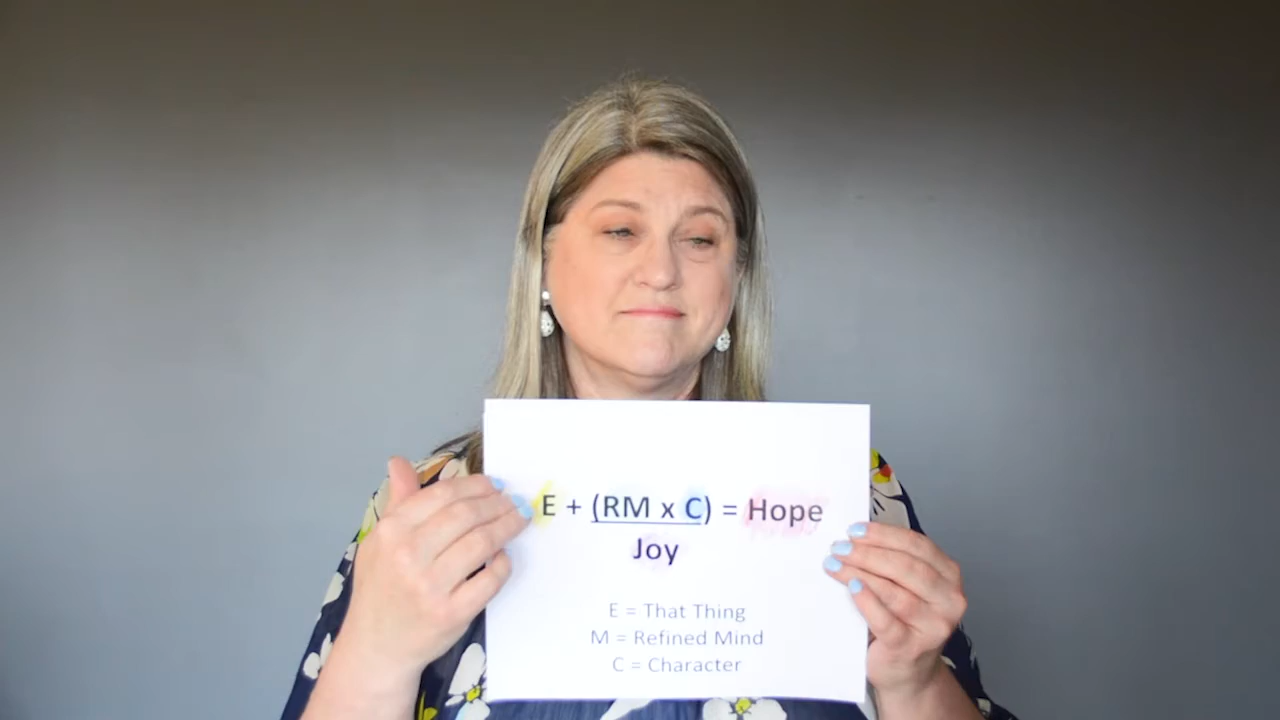 E + (RM x C) = Hope
Joy
E = That Thing
M = Refined Mind
C = Character